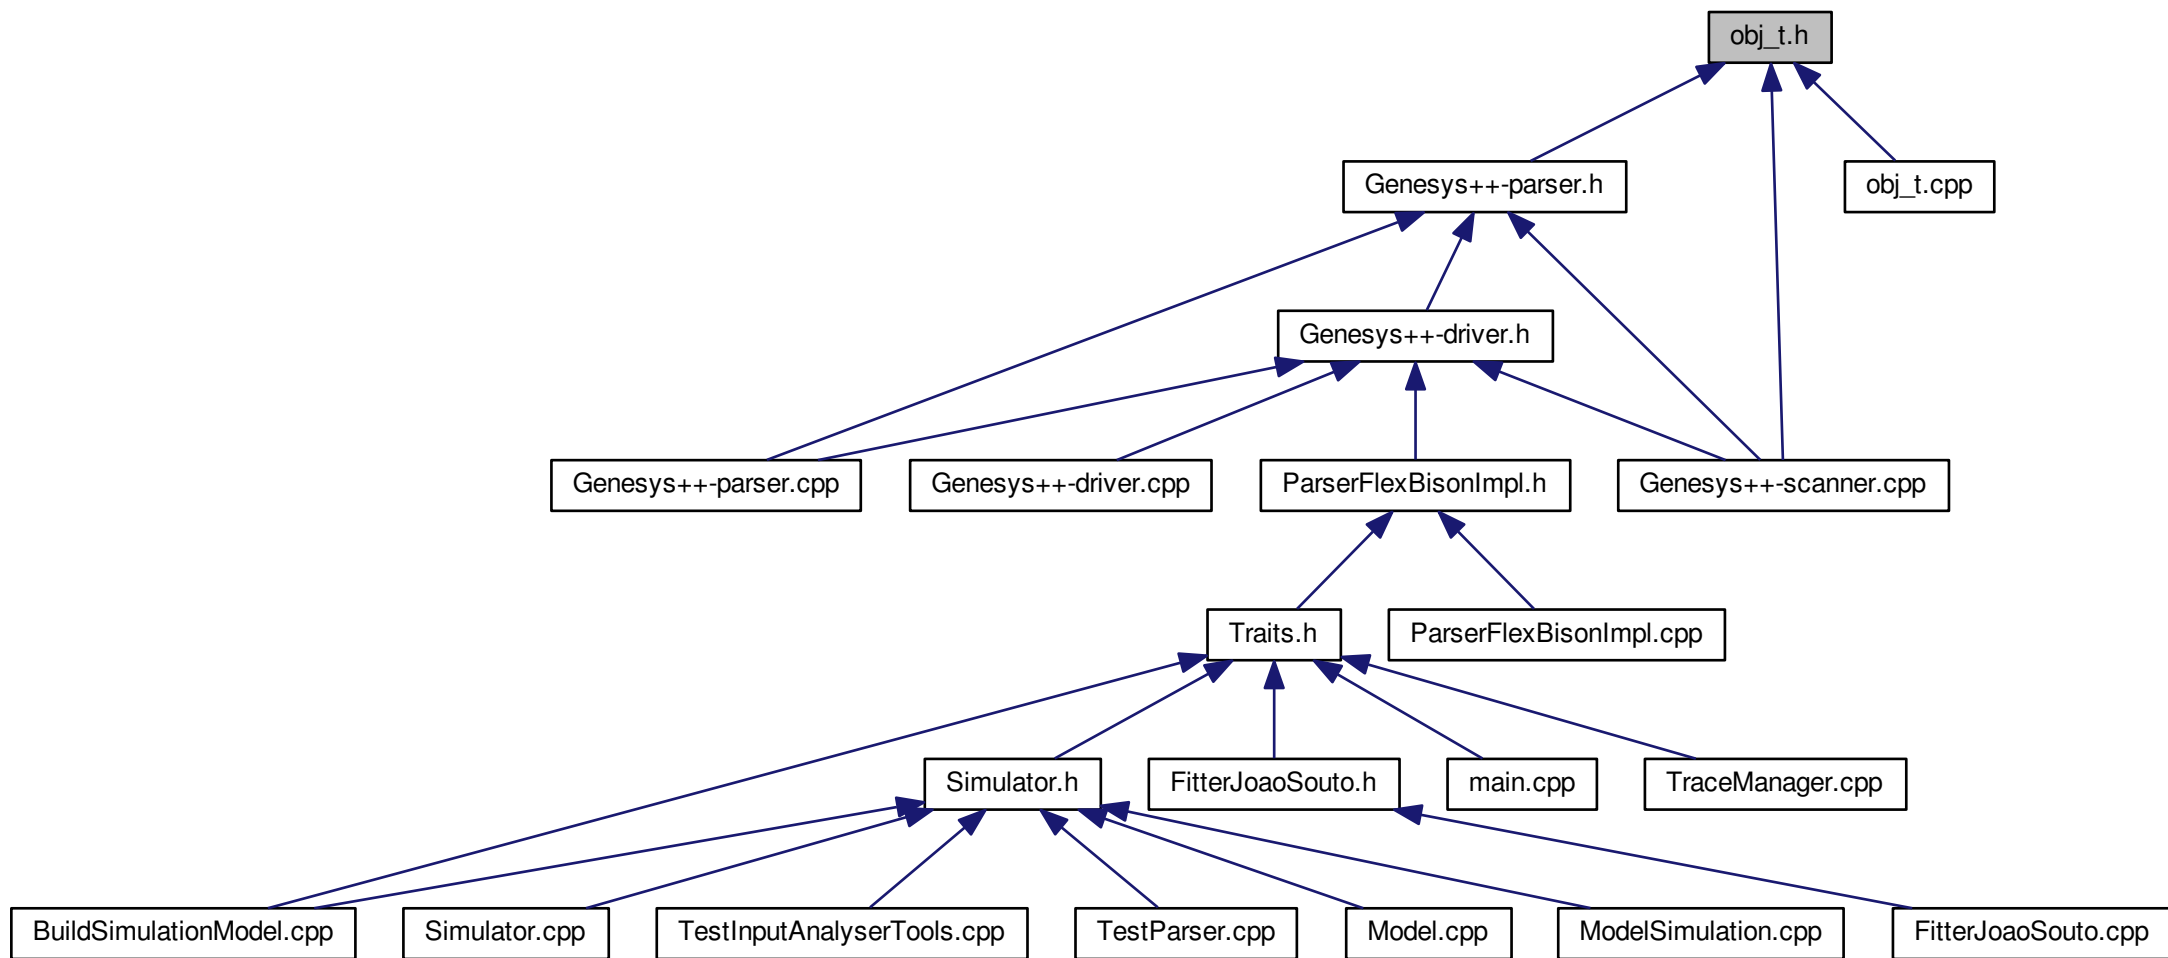 obj_t.h
Genesys++-parser.h
obj_t.cpp
Genesys++-driver.h
Genesys++-parser.cpp
Genesys++-driver.cpp
ParserFlexBisonImpl.h
Genesys++-scanner.cpp
Traits.h
ParserFlexBisonImpl.cpp
Simulator.h
FitterJoaoSouto.h
main.cpp
TraceManager.cpp
BuildSimulationModel.cpp
Simulator.cpp
TestInputAnalyserTools.cpp
TestParser.cpp
Model.cpp
ModelSimulation.cpp
FitterJoaoSouto.cpp